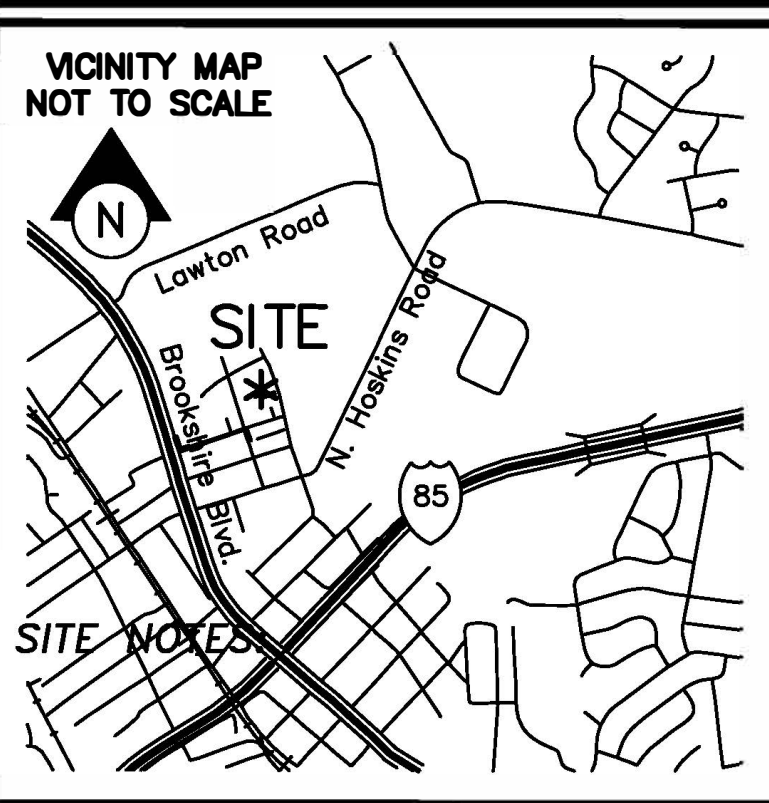 VICINITY MAP
NOT TO SCALE
N
Lawton Road
SITE
N. Hoskins Road
Brookshire Blvd.
85
SITE NOTES: